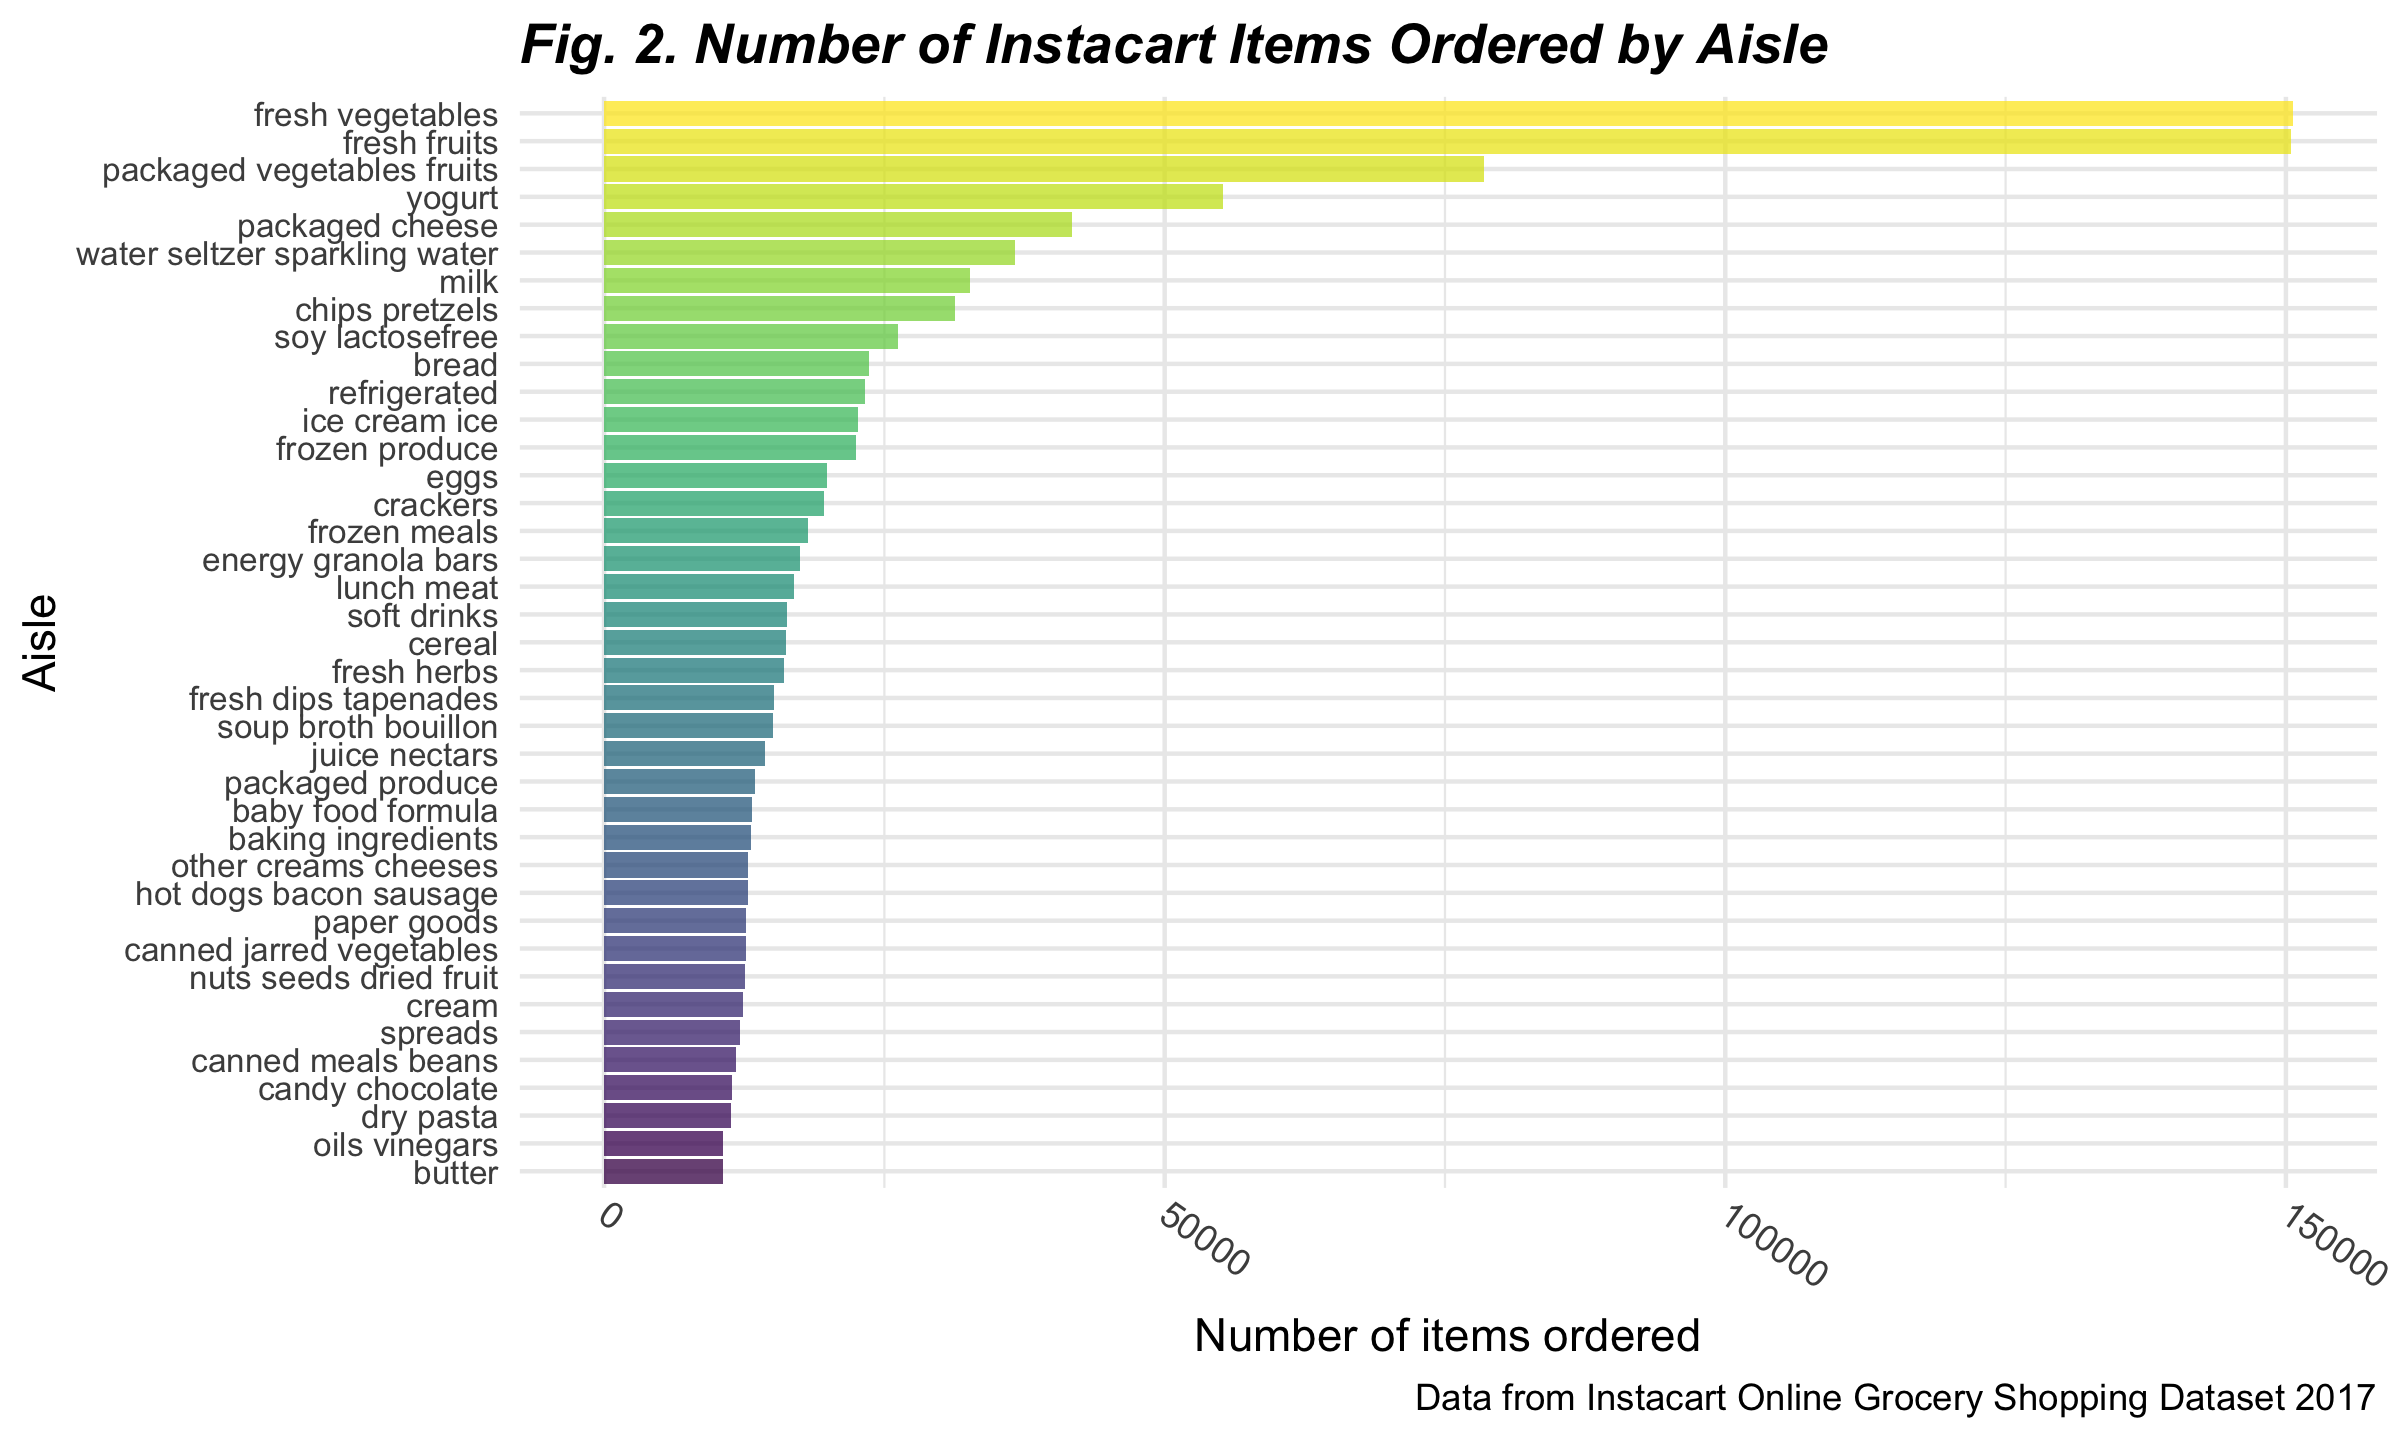 Fig. 2. Number of Instacart Items Ordered by Aisle
fresh vegetables
fresh fruits
packaged vegetables fruits
yogurt
packaged cheese
water seltzer sparkling water
milk
chips pretzels
soy lactosefree
bread
refrigerated
ice cream ice
frozen produce
eggs
crackers
frozen meals
energy granola bars
lunch meat
soft drinks
cereal
fresh herbs
fresh dips tapenades
soup broth bouillon
juice nectars
packaged produce
baby food formula
baking ingredients
other creams cheeses
hot dogs bacon sausage
paper goods
canned jarred vegetables
nuts seeds dried fruit
cream
spreads
canned meals beans
candy chocolate
dry pasta
oils vinegars
butter
Aisle
0
50000
100000
150000
Number of items ordered
Data from Instacart Online Grocery Shopping Dataset 2017